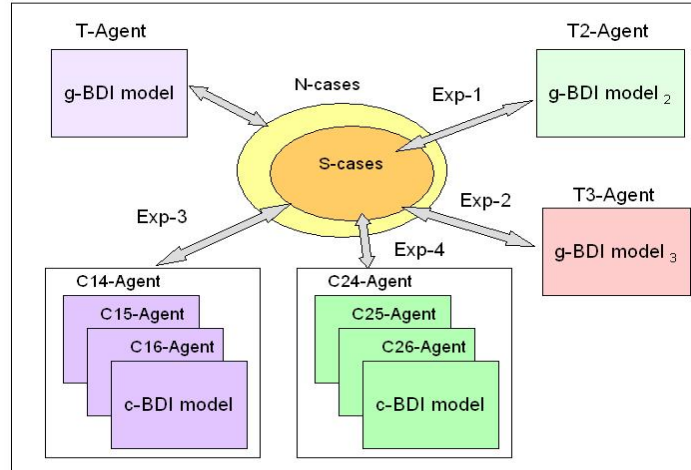 T-Agent
g-BDI model
N-cases
S-cases
Exp-1
T2-Agent
g-BDI model 2
Exp-2
T3-Agent
g-BDI model 3
Exp-3
Exp-4
C14-Agent
C15-Agent
C16-Agent
c-BDI model
C24-Agent
C25-Agent
C26-Agent
c-BDI model